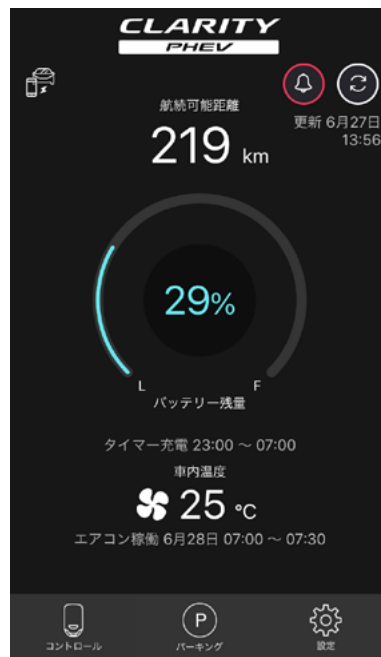 CLARITY
PHEV
航続可能距離
219 km
更新 6月27日
13:56
29%
L F
バッテリー残量
タイマー充電 23:00 ～ 07:00
車内温度
25 °C
エアコン稼働 6月28日 07:00 ～ 07:30
P
コントロール パーキング 設定